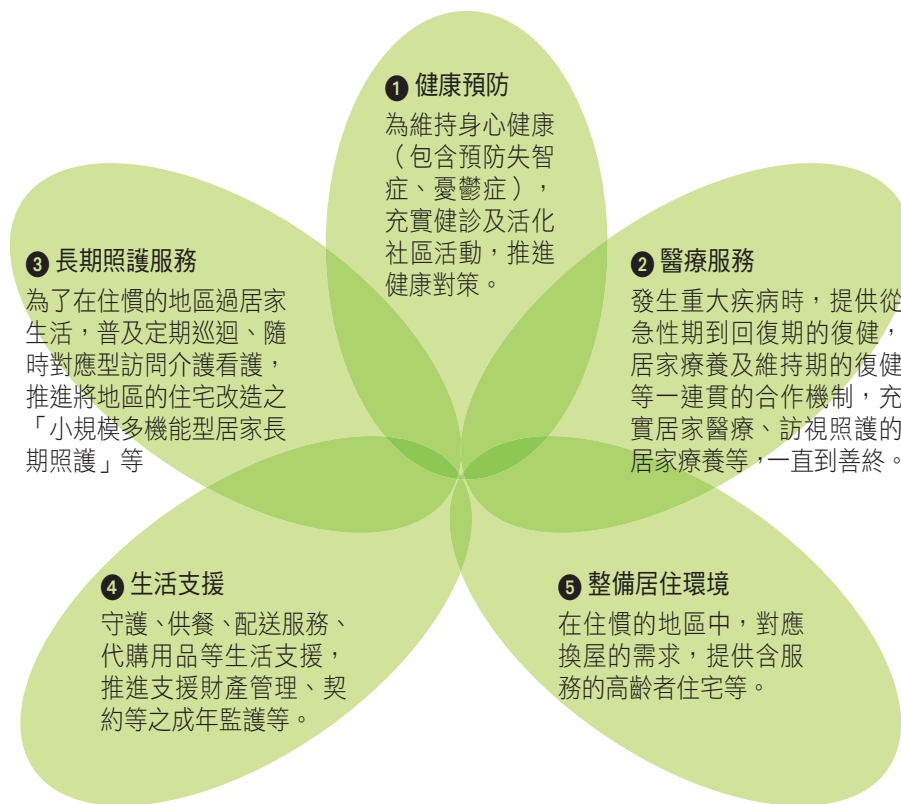 1 健康預防
為維持身心健康
（包含預防失智
症、憂鬱症），
充實健診及活化
社區活動，推進
健康對策。
2 醫療服務
發生重大疾病時，提供從
急性期到回復期的復健，
居家療養及維持期的復健
等一連貫的合作機制，充
實居家醫療、訪視照護的
居家療養等，一直到善終。
3 長期照護服務
為了在住慣的地區過居家
生活，普及定期巡迴、隨
時對應型訪問介護看護，
推進將地區的住宅改造之
「小規模多機能型居家長
期照護」等
4 生活支援
守護、供餐、配送服務、
代購用品等生活支援，
推進支援財產管理、契
約等之成年監護等。
5 整備居住環境
在住慣的地區中，對應
換屋的需求，提供含服
務的高齡者住宅等。